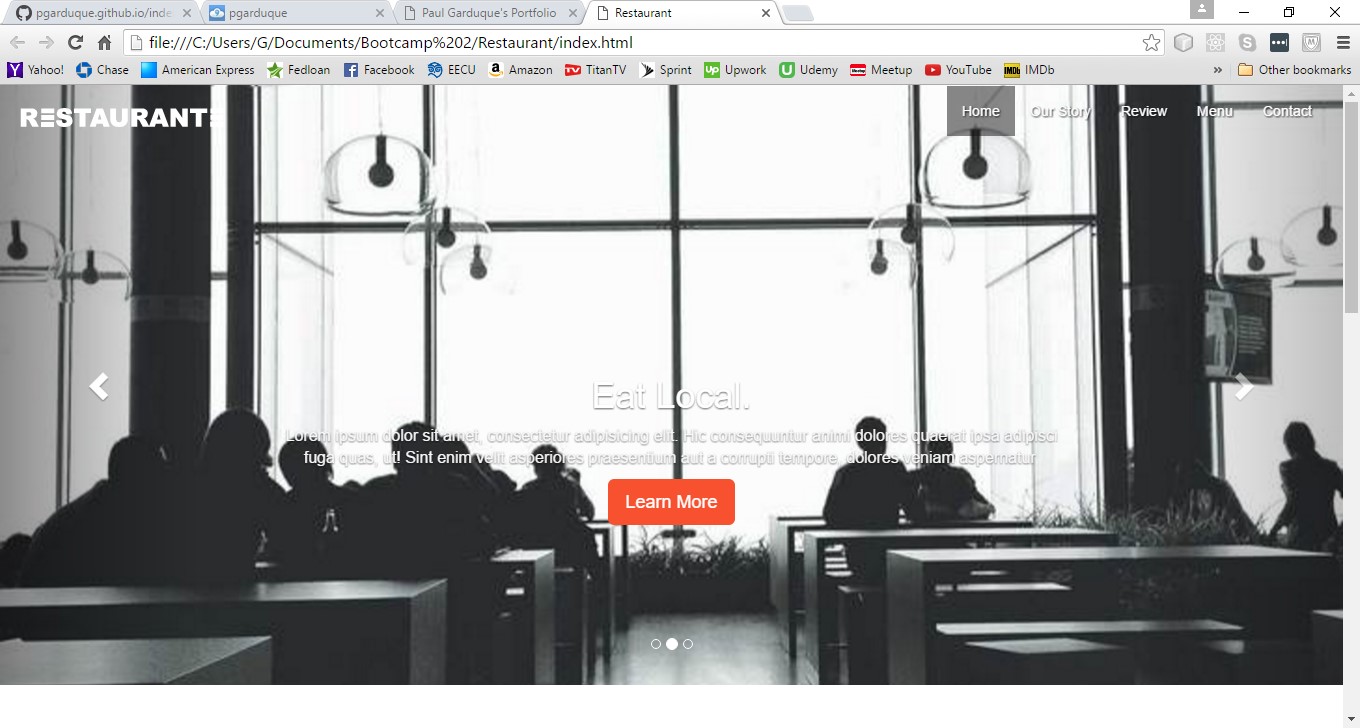 pgarduque.github.io/inde
pgarduque
Paul Garduque's Portfolio
Restaurant
file:///C:/Users/G/Documents/Bootcamp%202/Restaurant/index.html
Yahoo! Chase American Express Fedloan Facebook EECU Amazon TitanTV Sprint Upwork Udemy Meetup YouTube IMDb » Other bookmarks
RESTAURANTE
Home Our Story Review Menu Contact
Eat Local.
Lorem ipsum dolor sit amet, consectetur adipisicing elit. Hic consequuntur animi dolores quaerat ipsa adipisci
fuga quas, ut! Sint enim velit asperiores praesentium aut a corrupti tempore, dolores veniam aspernatur
Learn More